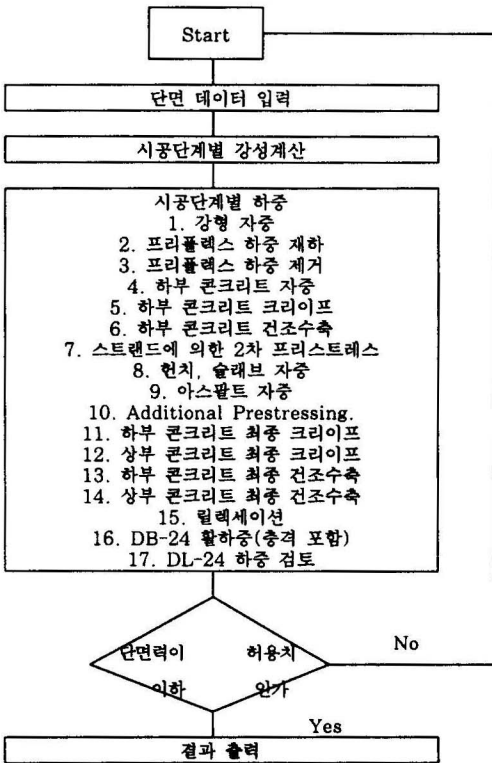 Start
단면 데이터 입력
시공단계별 강성계산
시공단계별 하중
1. 강형 자중
2. 프리플렉스 하중 재하
3. 프리플렉스 하중 제거
4. 하부 콘크리트 자중
5. 하부 콘크리트 크리이프
6. 하부 콘크리트 건조수축
7. 스트랜드에 의한 2차 프리스트레스
8. 헌치, 슬래브 자중
9. 아스팔트 자중
10. Additional Prestressing.
11. 하부 콘크리트 최종 크리이프
12. 상부 콘크리트 최종 크리이프
13. 하부 콘크리트 최종 건조수축
14. 상부 콘크리트 최종 건조수축
15. 릴렉세이션
16. DB-24 활하중(충격 포함)
17. DL-24 하중 검토
단면력이 허용치
이하 인가
No
Yes
결과 출력